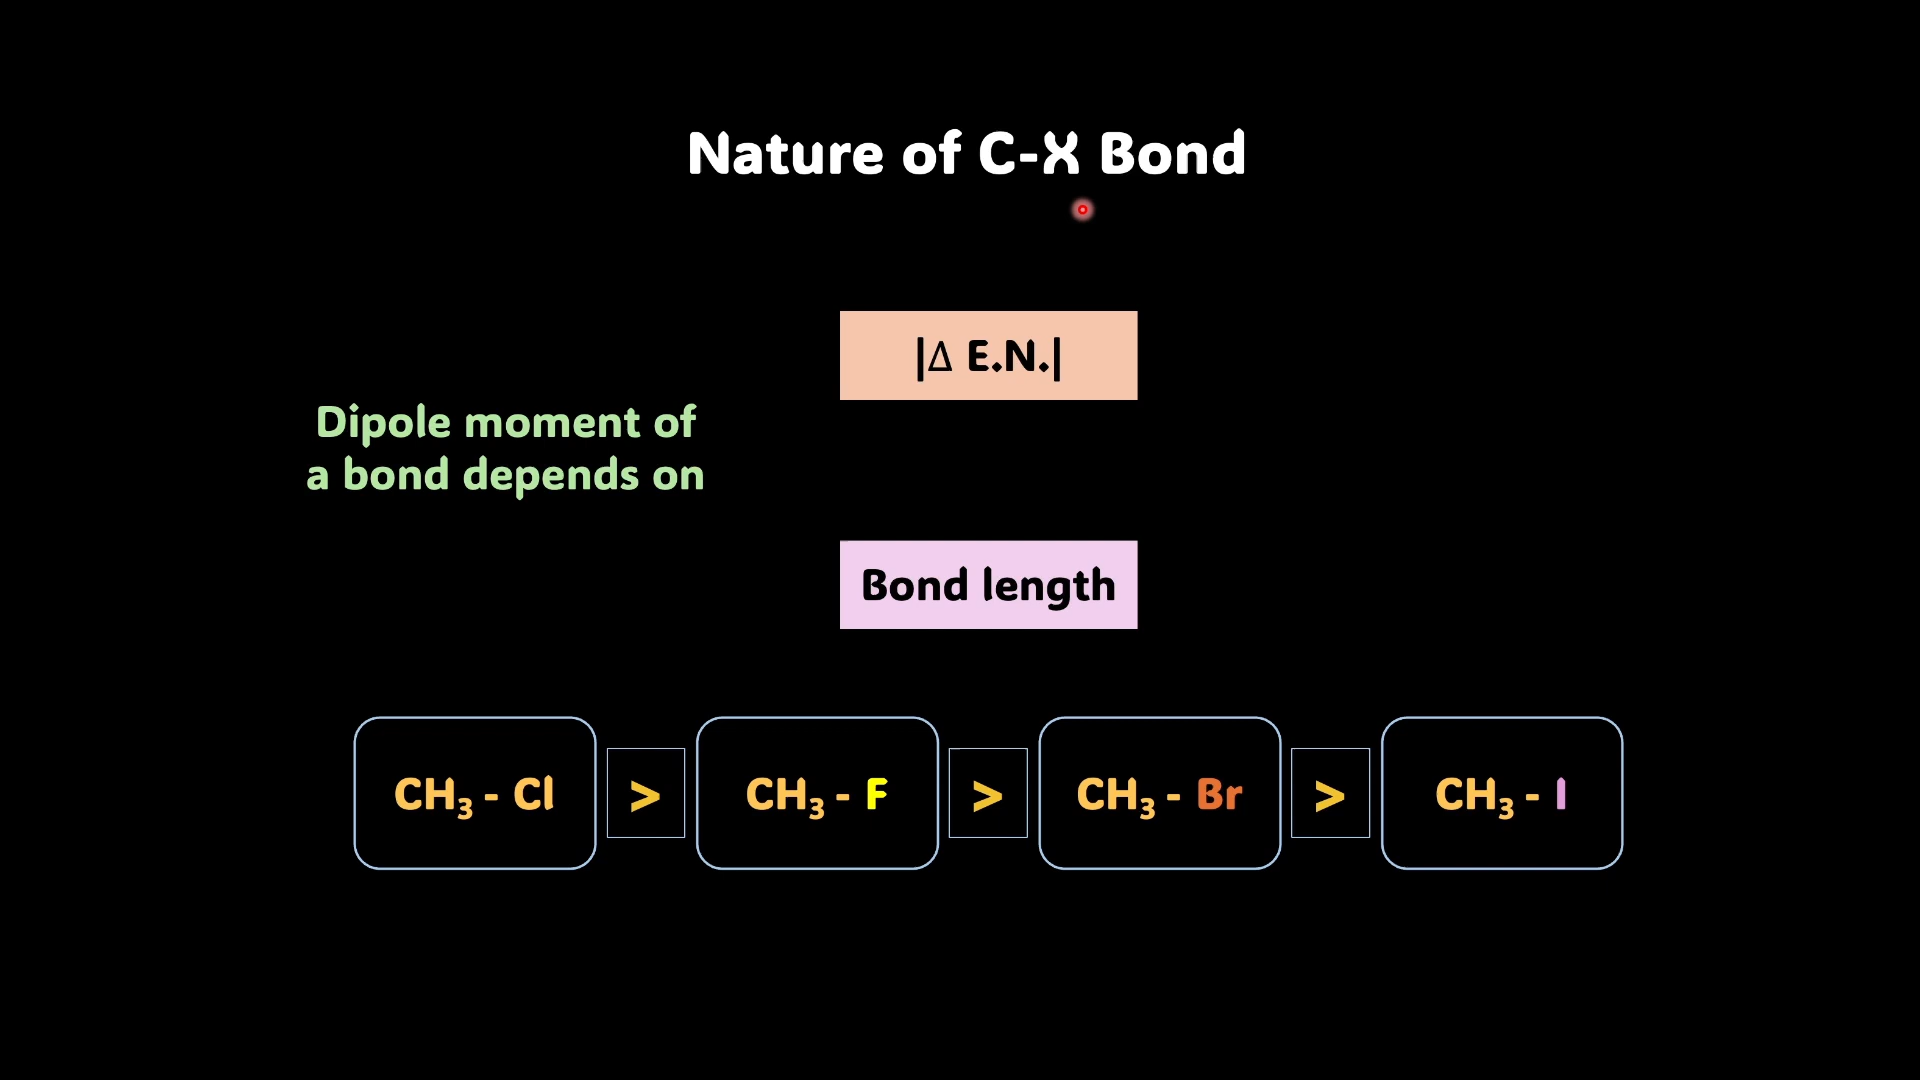 Nature of C-X Bond
|Δ E.N.|
Dipole moment of
a bond depends on
Bond length
CH₃ - Cl > CH₃ - F > CH₃ - Br > CH₃ - I